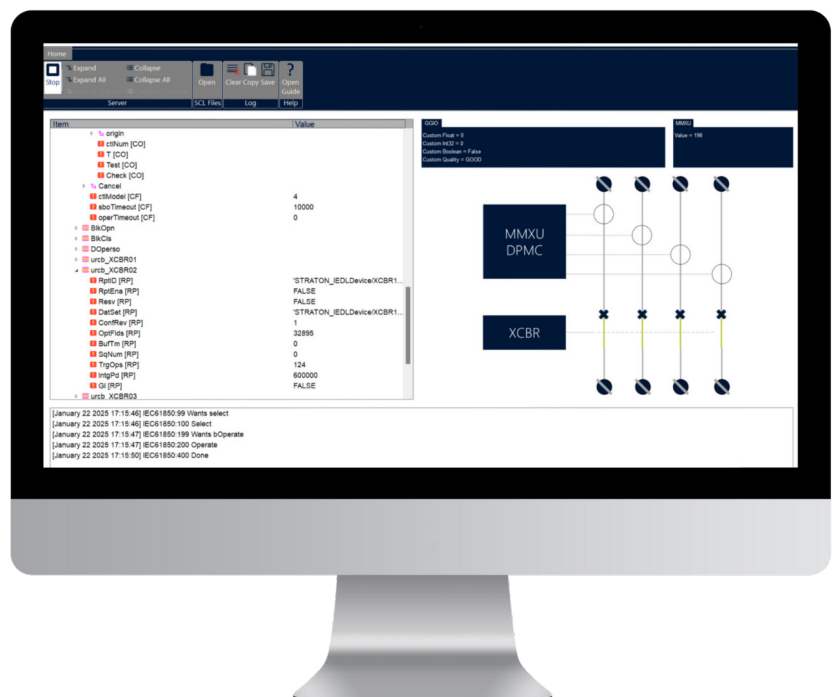 Home
Stop
Expand
Collapse
Expand All
Collapse All
Server
Open
SCL Files
Clear Copy Save
Log
Open
Guide
Help
Item Value
origin
ctlNum [CO]
T [CO]
Test [CO]
Check [CO]
Cancel
ctlModel [CF] 4
sboTimeout [CF] 10000
operTimeout [CF] 0
BlkOpn
BlkCls
DOperso
urcb_XCBR01
urcb_XCBR02
RptID [RP] 'STRATON_IEDLDevice/XCBR1...
RptEna [RP] FALSE
Resv [RP] FALSE
DatSet [RP] 'STRATON_IEDLDevice/XCBR1...
ConfRev [RP] 1
OptFlds [RP] 32895
BufTm [RP] 0
SqNum [RP] 0
TrgOps [RP] 124
IntgPd [RP] 600000
GI [RP] FALSE
urcb_XCBR03
GGIO
Custom Float = 0
Custom Int32 = 0
Custom Boolean = False
Custom Quality = GOOD
MMXU
Value = 198
MMXU
DPMC
XCBR
[January 22 2025 17:15:46] IEC61850:99 Wants select
[January 22 2025 17:15:46] IEC61850:100 Select
[January 22 2025 17:15:47] IEC61850:199 Wants bOperate
[January 22 2025 17:15:47] IEC61850:200 Operate
[January 22 2025 17:15:50] IEC61850:400 Done